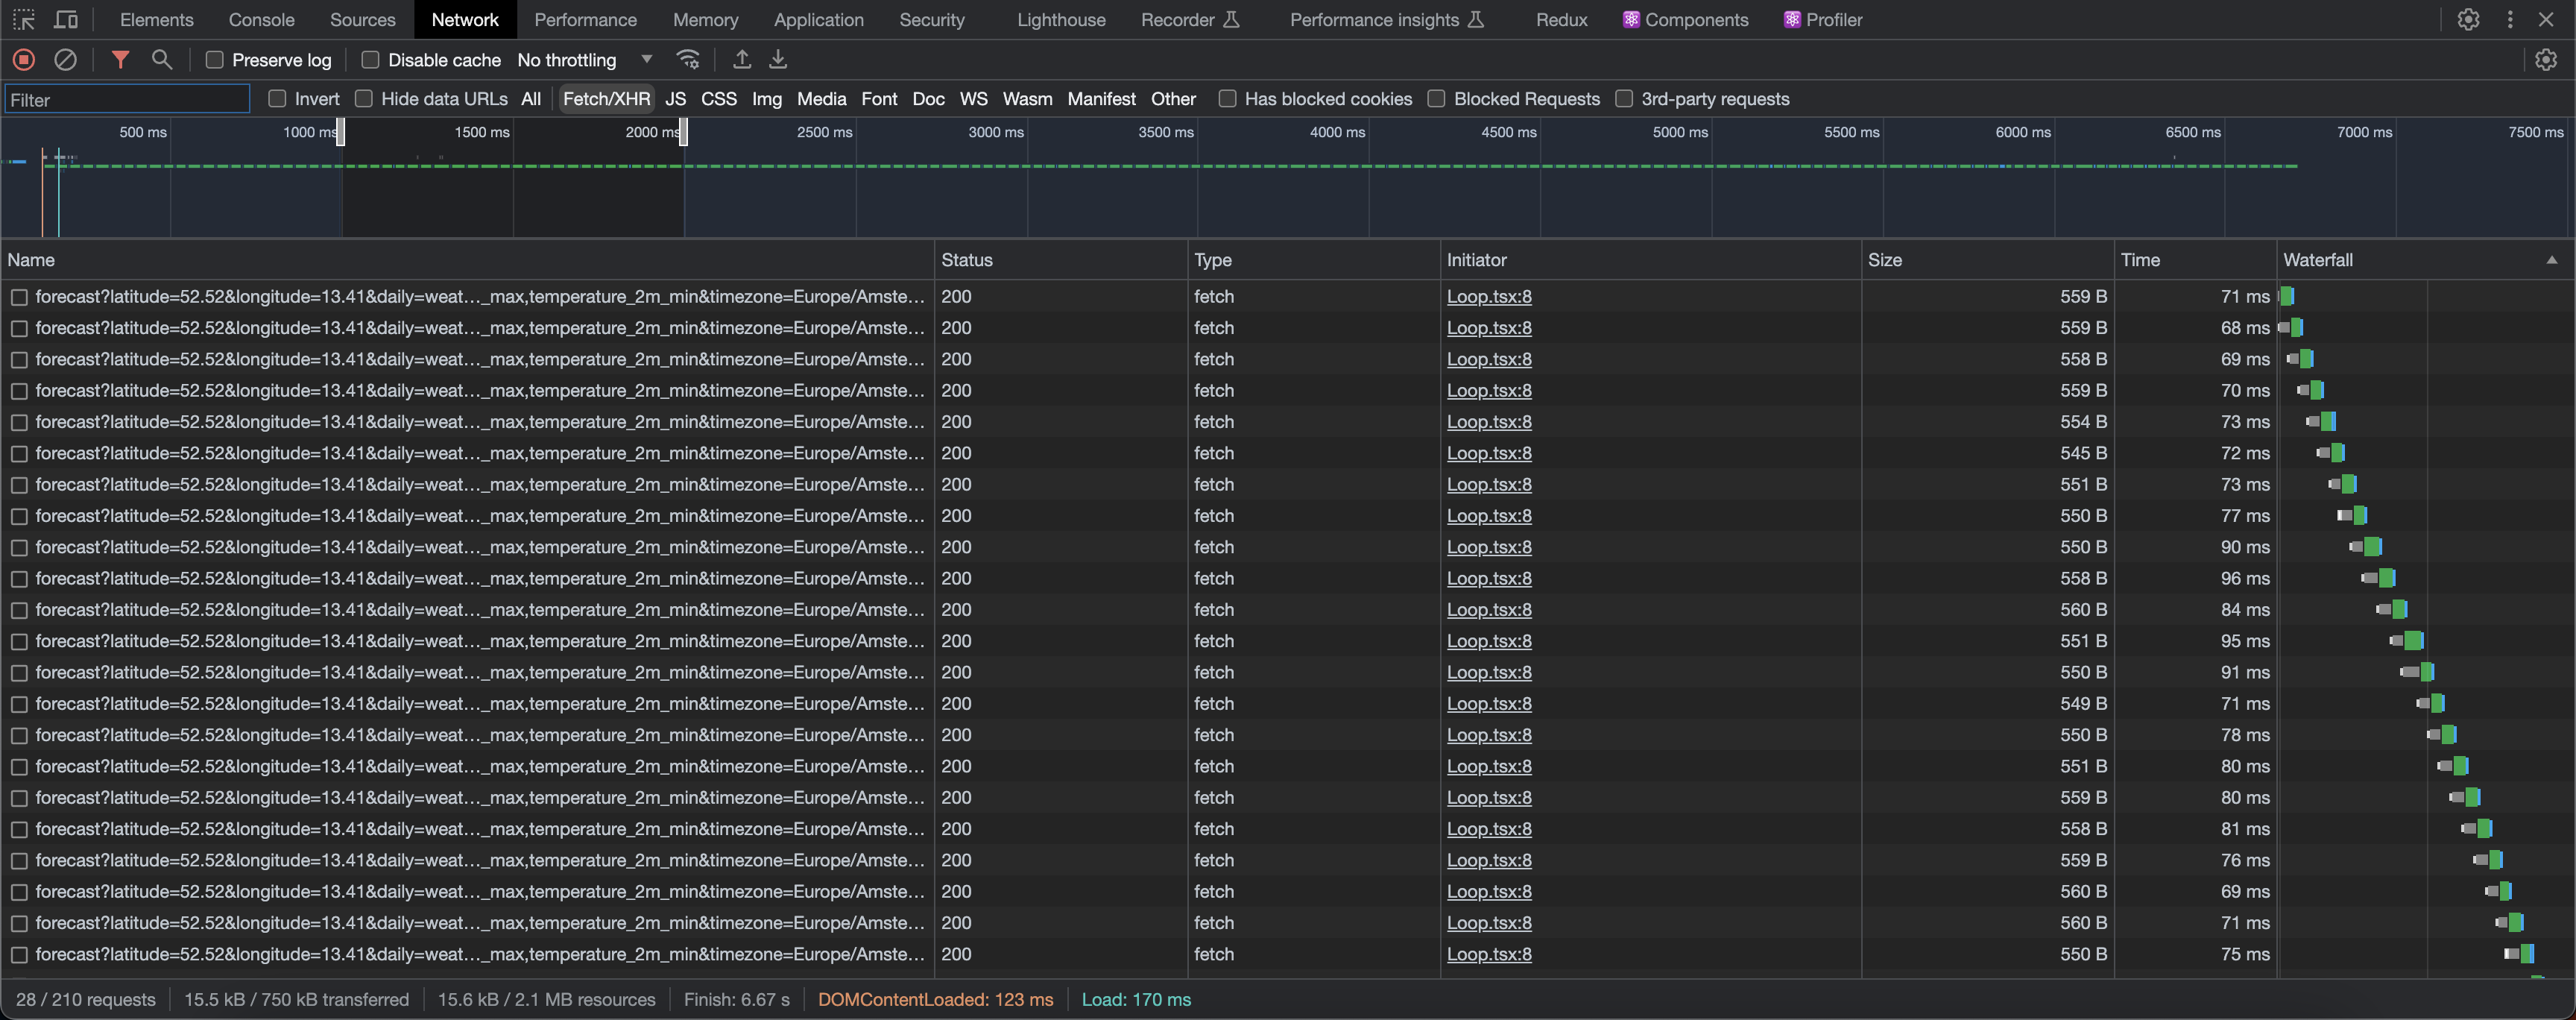 Elements Console Sources Network Performance Memory Application Security Lighthouse Recorder Performance insights Redux Components Profiler
Preserve log Disable cache No throttling
Filter Invert Hide data URLs All Fetch/XHR JS CSS Img Media Font Doc WS Wasm Manifest Other Has blocked cookies Blocked Requests 3rd-party requests
500 ms 1000 ms 1500 ms 2000 ms 2500 ms 3000 ms 3500 ms 4000 ms 4500 ms 5000 ms 5500 ms 6000 ms 6500 ms 7000 ms 7500 ms
Name Status Type Initiator Size Time Waterfall
forecast?latitude=52.52&longitude=13.41&daily=weat…_max,temperature_2m_min&timezone=Europe/Amste… 200 fetch Loop.tsx:8 559 B 71 ms
forecast?latitude=52.52&longitude=13.41&daily=weat…_max,temperature_2m_min&timezone=Europe/Amste… 200 fetch Loop.tsx:8 559 B 68 ms
forecast?latitude=52.52&longitude=13.41&daily=weat…_max,temperature_2m_min&timezone=Europe/Amste… 200 fetch Loop.tsx:8 558 B 69 ms
forecast?latitude=52.52&longitude=13.41&daily=weat…_max,temperature_2m_min&timezone=Europe/Amste… 200 fetch Loop.tsx:8 559 B 70 ms
forecast?latitude=52.52&longitude=13.41&daily=weat…_max,temperature_2m_min&timezone=Europe/Amste… 200 fetch Loop.tsx:8 554 B 73 ms
forecast?latitude=52.52&longitude=13.41&daily=weat…_max,temperature_2m_min&timezone=Europe/Amste… 200 fetch Loop.tsx:8 545 B 72 ms
forecast?latitude=52.52&longitude=13.41&daily=weat…_max,temperature_2m_min&timezone=Europe/Amste… 200 fetch Loop.tsx:8 551 B 73 ms
forecast?latitude=52.52&longitude=13.41&daily=weat…_max,temperature_2m_min&timezone=Europe/Amste… 200 fetch Loop.tsx:8 550 B 77 ms
forecast?latitude=52.52&longitude=13.41&daily=weat…_max,temperature_2m_min&timezone=Europe/Amste… 200 fetch Loop.tsx:8 550 B 90 ms
forecast?latitude=52.52&longitude=13.41&daily=weat…_max,temperature_2m_min&timezone=Europe/Amste… 200 fetch Loop.tsx:8 558 B 96 ms
forecast?latitude=52.52&longitude=13.41&daily=weat…_max,temperature_2m_min&timezone=Europe/Amste… 200 fetch Loop.tsx:8 560 B 84 ms
forecast?latitude=52.52&longitude=13.41&daily=weat…_max,temperature_2m_min&timezone=Europe/Amste… 200 fetch Loop.tsx:8 551 B 95 ms
forecast?latitude=52.52&longitude=13.41&daily=weat…_max,temperature_2m_min&timezone=Europe/Amste… 200 fetch Loop.tsx:8 550 B 91 ms
forecast?latitude=52.52&longitude=13.41&daily=weat…_max,temperature_2m_min&timezone=Europe/Amste… 200 fetch Loop.tsx:8 549 B 71 ms
forecast?latitude=52.52&longitude=13.41&daily=weat…_max,temperature_2m_min&timezone=Europe/Amste… 200 fetch Loop.tsx:8 550 B 78 ms
forecast?latitude=52.52&longitude=13.41&daily=weat…_max,temperature_2m_min&timezone=Europe/Amste… 200 fetch Loop.tsx:8 551 B 80 ms
forecast?latitude=52.52&longitude=13.41&daily=weat…_max,temperature_2m_min&timezone=Europe/Amste… 200 fetch Loop.tsx:8 559 B 80 ms
forecast?latitude=52.52&longitude=13.41&daily=weat…_max,temperature_2m_min&timezone=Europe/Amste… 200 fetch Loop.tsx:8 558 B 81 ms
forecast?latitude=52.52&longitude=13.41&daily=weat…_max,temperature_2m_min&timezone=Europe/Amste… 200 fetch Loop.tsx:8 559 B 76 ms
forecast?latitude=52.52&longitude=13.41&daily=weat…_max,temperature_2m_min&timezone=Europe/Amste… 200 fetch Loop.tsx:8 560 B 69 ms
forecast?latitude=52.52&longitude=13.41&daily=weat…_max,temperature_2m_min&timezone=Europe/Amste… 200 fetch Loop.tsx:8 560 B 71 ms
forecast?latitude=52.52&longitude=13.41&daily=weat…_max,temperature_2m_min&timezone=Europe/Amste… 200 fetch Loop.tsx:8 550 B 75 ms
28 / 210 requests 15.5 kB / 750 kB transferred 15.6 kB / 2.1 MB resources Finish: 6.67 s DOMContentLoaded: 123 ms Load: 170 ms